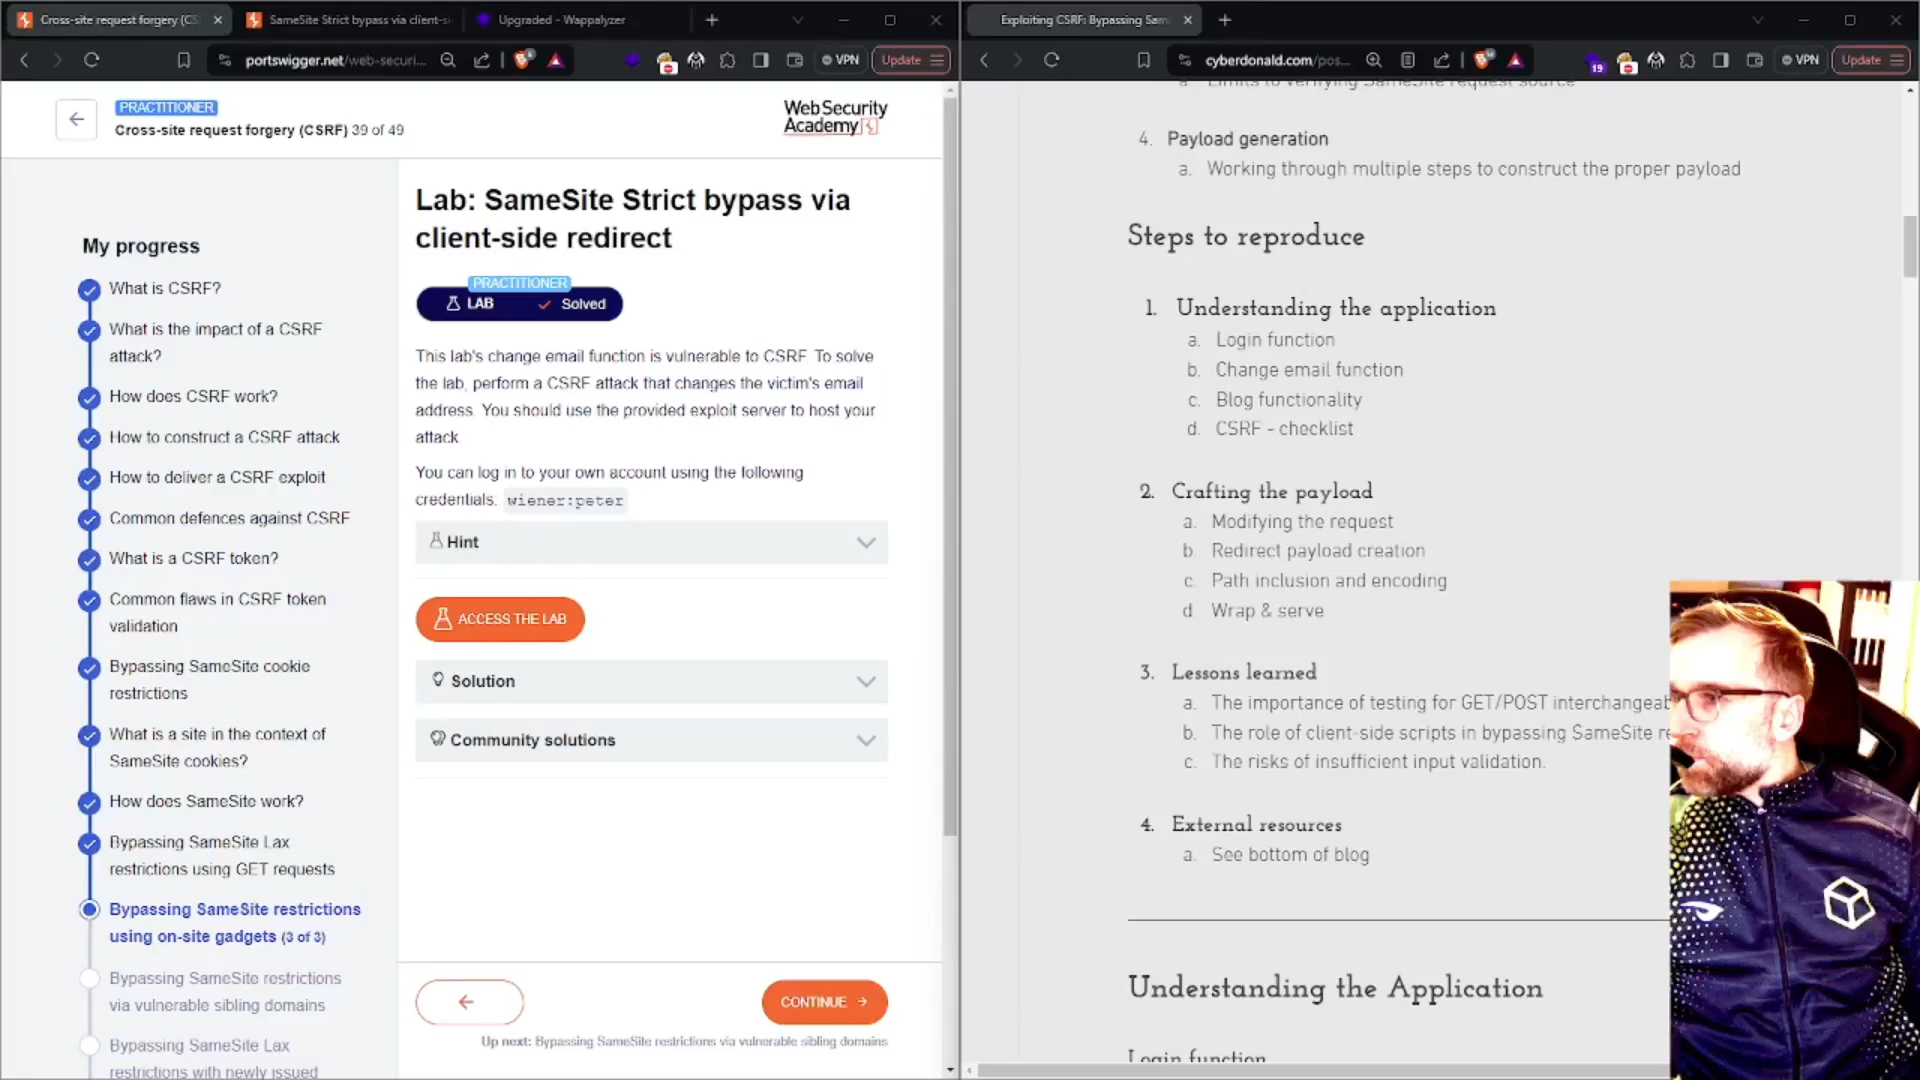 Cross-site request forgery (CS
SameSite Strict bypass via client-s
Upgraded - Wappalyzer
portswigger.net/web-securi...
VPN
Update
PRACTITIONER
Cross-site request forgery (CSRF) 39 of 49
WebSecurity
Academy
My progress
What is CSRF?
What is the impact of a CSRF
attack?
How does CSRF work?
How to construct a CSRF attack
How to deliver a CSRF exploit
Common defences against CSRF
What is a CSRF token?
Common flaws in CSRF token
validation
Bypassing SameSite cookie
restrictions
What is a site in the context of
SameSite cookies?
How does SameSite work?
Bypassing SameSite Lax
restrictions using GET requests
Bypassing SameSite restrictions
using on-site gadgets (3 of 3)
Bypassing SameSite restrictions
via vulnerable sibling domains
Bypassing SameSite Lax
restrictions with newly issued
Lab: SameSite Strict bypass via
client-side redirect
PRACTITIONER
LAB
Solved
This lab's change email function is vulnerable to CSRF. To solve
the lab, perform a CSRF attack that changes the victim's email
address. You should use the provided exploit server to host your
attack.
You can log in to your own account using the following
credentials: wiener:peter
Hint
ACCESS THE LAB
Solution
Community solutions
CONTINUE
Up next: Bypassing SameSite restrictions via vulnerable sibling domains
Exploiting CSRF: Bypassing Sam
cyberdonald.com/pos...
19
VPN
Update
a. Limits to verifying SameSite request source
4. Payload generation
a. Working through multiple steps to construct the proper payload
Steps to reproduce
1. Understanding the application
a. Login function
b. Change email function
c. Blog functionality
d. CSRF - checklist
2. Crafting the payload
a. Modifying the request
b. Redirect payload creation
c. Path inclusion and encoding
d. Wrap & serve
3. Lessons learned
a. The importance of testing for GET/POST interchangeab
b. The role of client-side scripts in bypassing SameSite re
c. The risks of insufficient input validation.
4. External resources
a. See bottom of blog
Understanding the Application
Login function